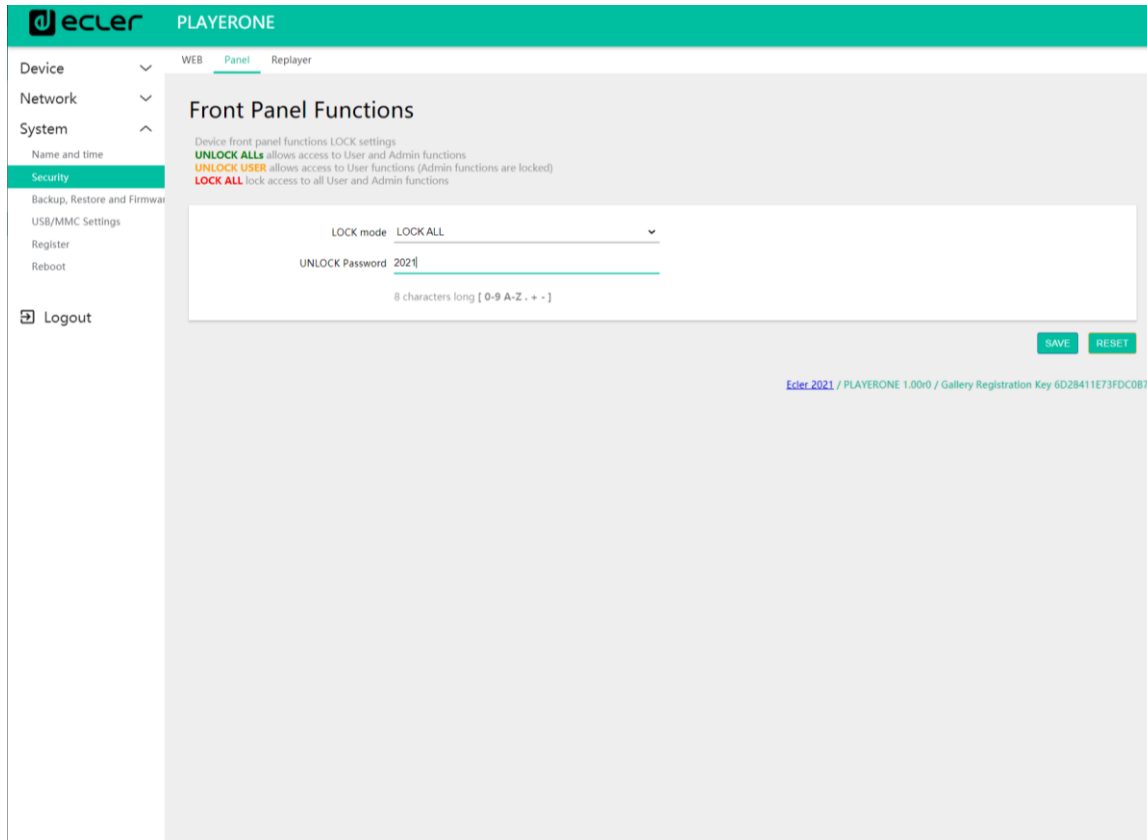 ecler PLAYERONE
Device
Network
System
Name and time
Security
Backup, Restore and Firmwar
USB/MMC Settings
Register
Reboot
Logout
WEB Panel Replayer
Front Panel Functions
Device front panel functions LOCK settings
UNLOCK ALLs allows access to User and Admin functions
UNLOCK USER allows access to User functions (Admin functions are locked)
LOCK ALL lock access to all User and Admin functions
LOCK mode LOCK ALL
UNLOCK Password 2021
8 characters long [ 0-9 A-Z . + - ]
SAVE RESET
Ecler 2021 / PLAYERONE 1.00r0 / Gallery Registration Key 6D28411E73FDC0B7